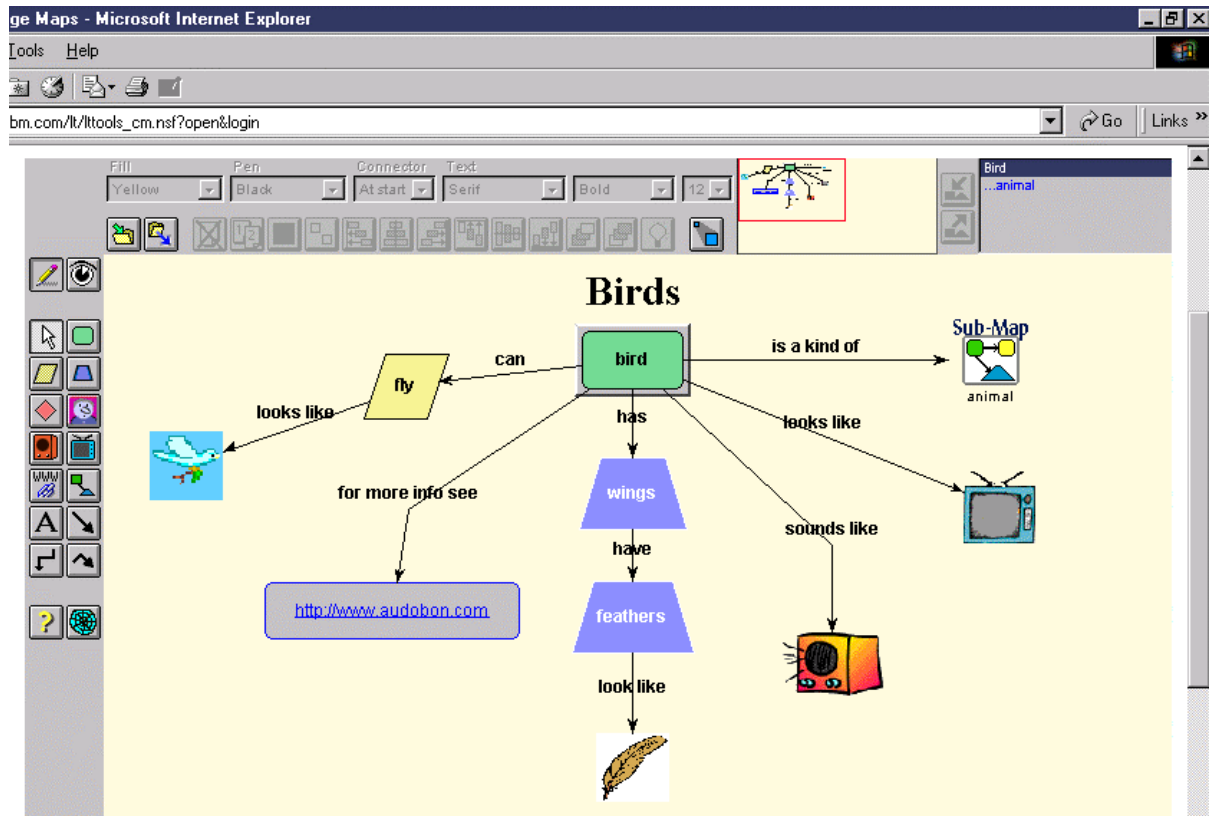 ge Maps - Microsoft Internet Explorer
Tools Help
bm.com/lt/lttools_cm.nsf?open&login Go Links »
Fill Pen Connector Text
Yellow Black At start Serif Bold 12
Bird
...animal
Birds
bird
can
fly
looks like
is a kind of
Sub-Map
animal
has
looks like
wings
for more info see
sounds like
have
http://www.audobon.com
feathers
look like
WWW
A
?